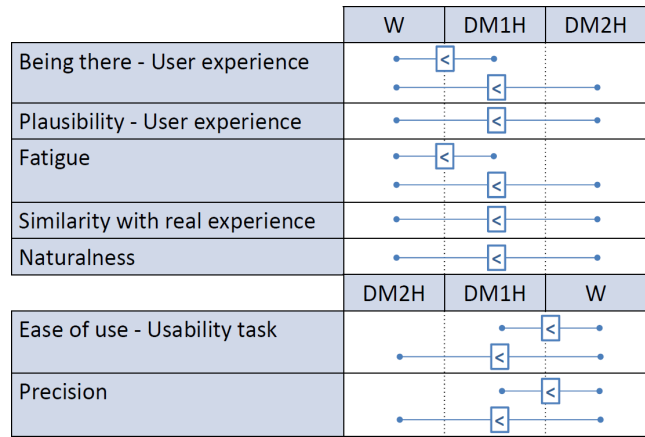 W DM1H DM2H
Being there - User experience < 
<
Plausibility - User experience <
Fatigue <
<
Similarity with real experience <
Naturalness <
DM2H DM1H W
Ease of use - Usability task <
<
Precision <
<